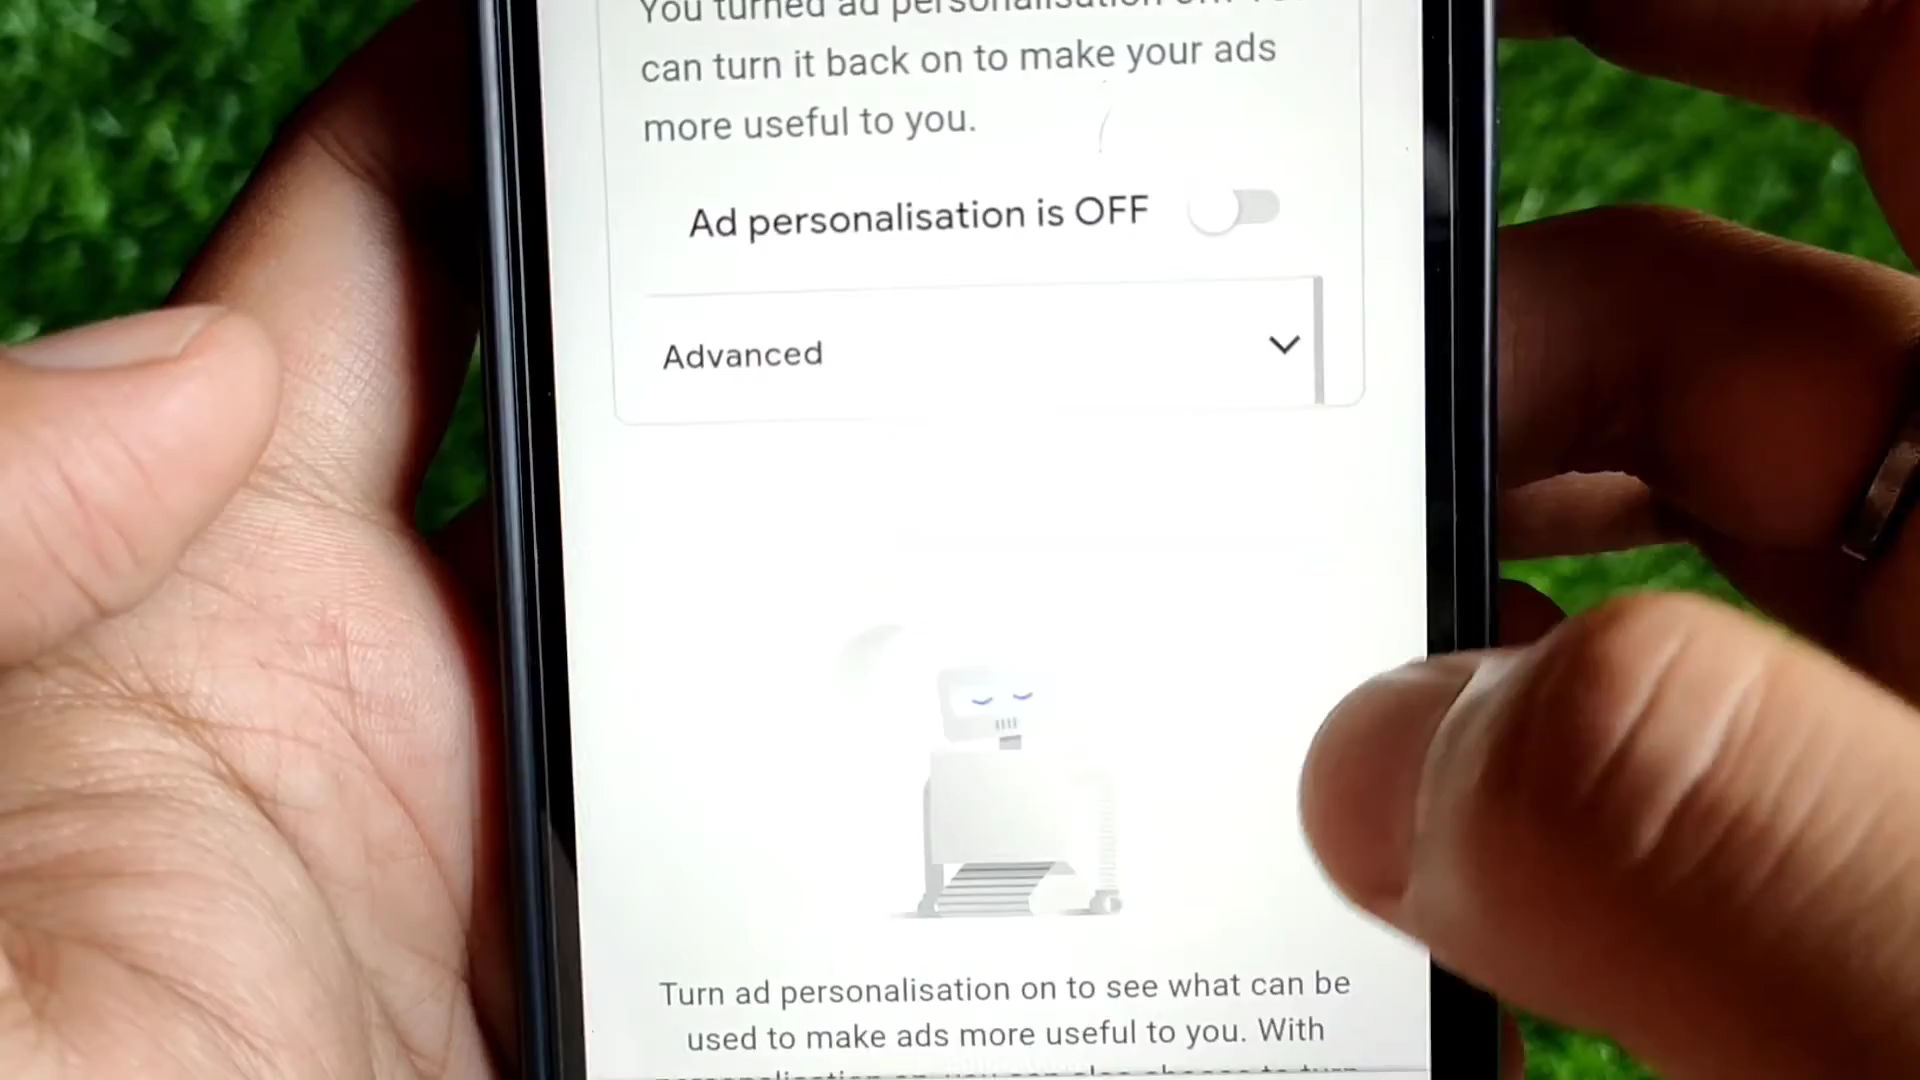 You turned ad personalisation
can turn it back on to make your ads
more useful to you.
Ad personalisation is OFF
Advanced
Turn ad personalisation on to see what can be
used to make ads more useful to you. With